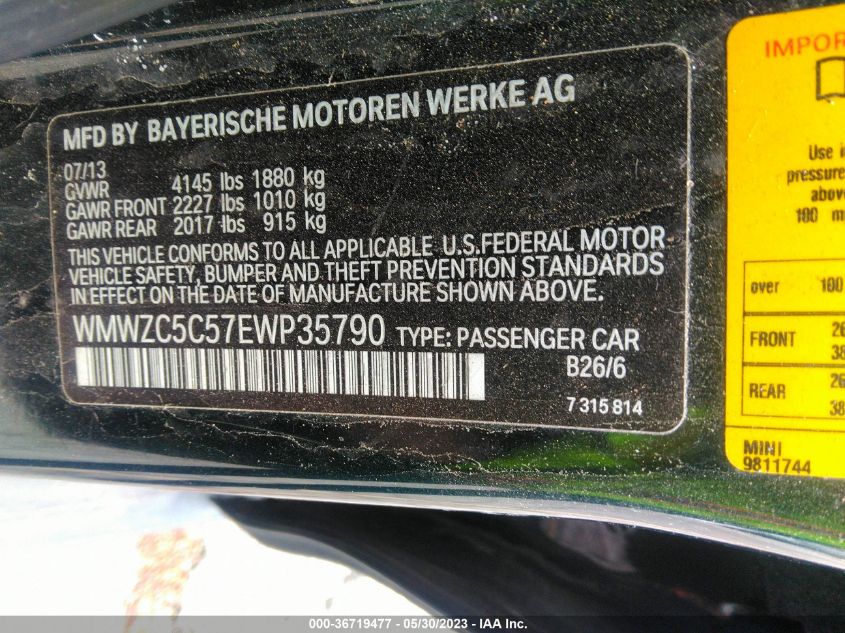 MFD BY BAYERISCHE MOTOREN WERKE AG
07/13
GVWR 4145 lbs 1880 kg
GAWR FRONT 2227 lbs 1010 kg
GAWR REAR 2017 lbs 915 kg
THIS VEHICLE CONFORMS TO ALL APPLICABLE U.S.FEDERAL MOTOR
VEHICLE SAFETY, BUMPER AND THEFT PREVENTION STANDARDS
IN EFFECT ON THE DATE OF MANUFACTURE SHOWN ABOVE.
WMWZC5C57EWP35790 TYPE: PASSENGER CAR
B26/6
7 315 814
IMPOR
Use i
pressure
above
100 m
over 100
FRONT 26
38
REAR 26
38
MINI
9811744
000-36719477 - 05/30/2023 - IAA Inc.